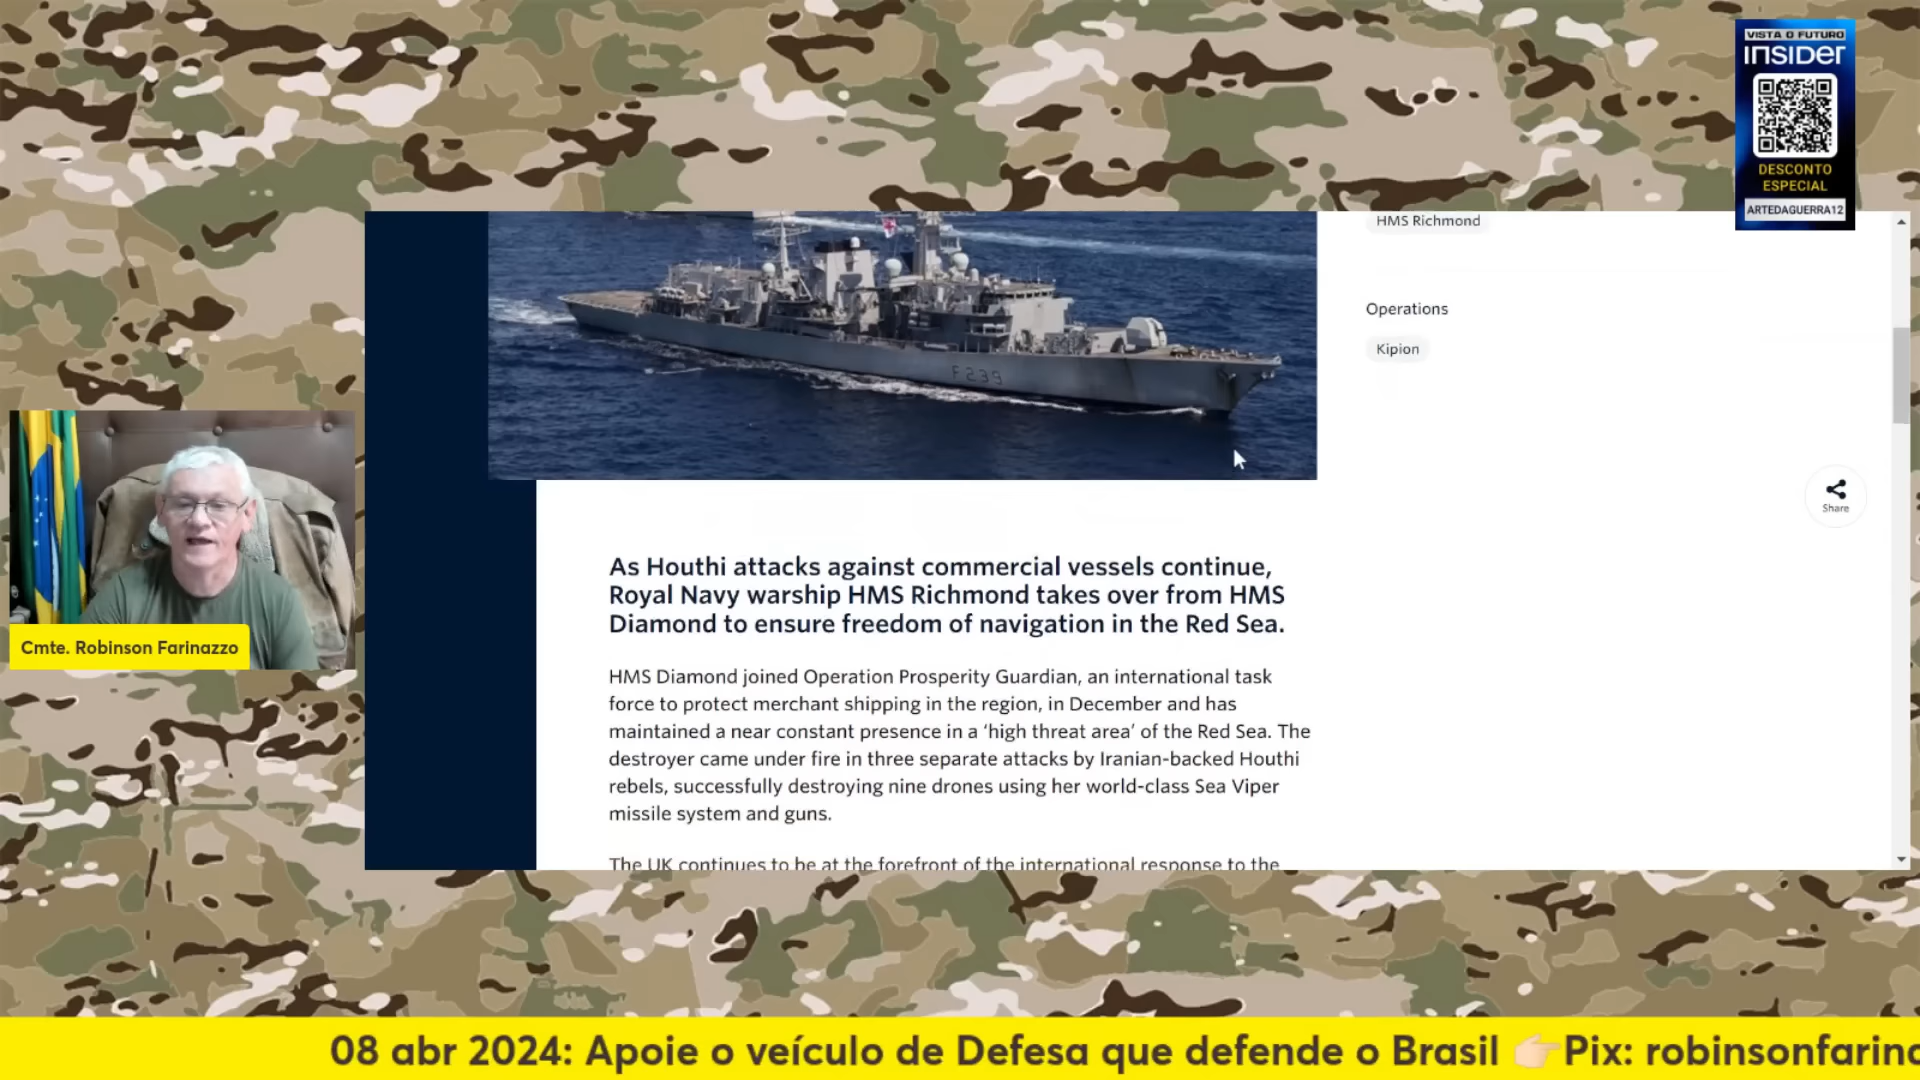 VISTA O FUTURO
INSIDER
DESCONTO
ESPECIAL
ARTEDAGUERRA12
HMS Richmond
Operations
Kipion
F239
Share
As Houthi attacks against commercial vessels continue,
Royal Navy warship HMS Richmond takes over from HMS
Diamond to ensure freedom of navigation in the Red Sea.
HMS Diamond joined Operation Prosperity Guardian, an international task
force to protect merchant shipping in the region, in December and has
maintained a near constant presence in a ‘high threat area’ of the Red Sea. The
destroyer came under fire in three separate attacks by Iranian-backed Houthi
rebels, successfully destroying nine drones using her world-class Sea Viper
missile system and guns.
The UK continues to be at the forefront of the international response to the
Cmte. Robinson Farinazzo
08 abr 2024: Apoie o veículo de Defesa que defende o Brasil 👉Pix: robinsonfarina